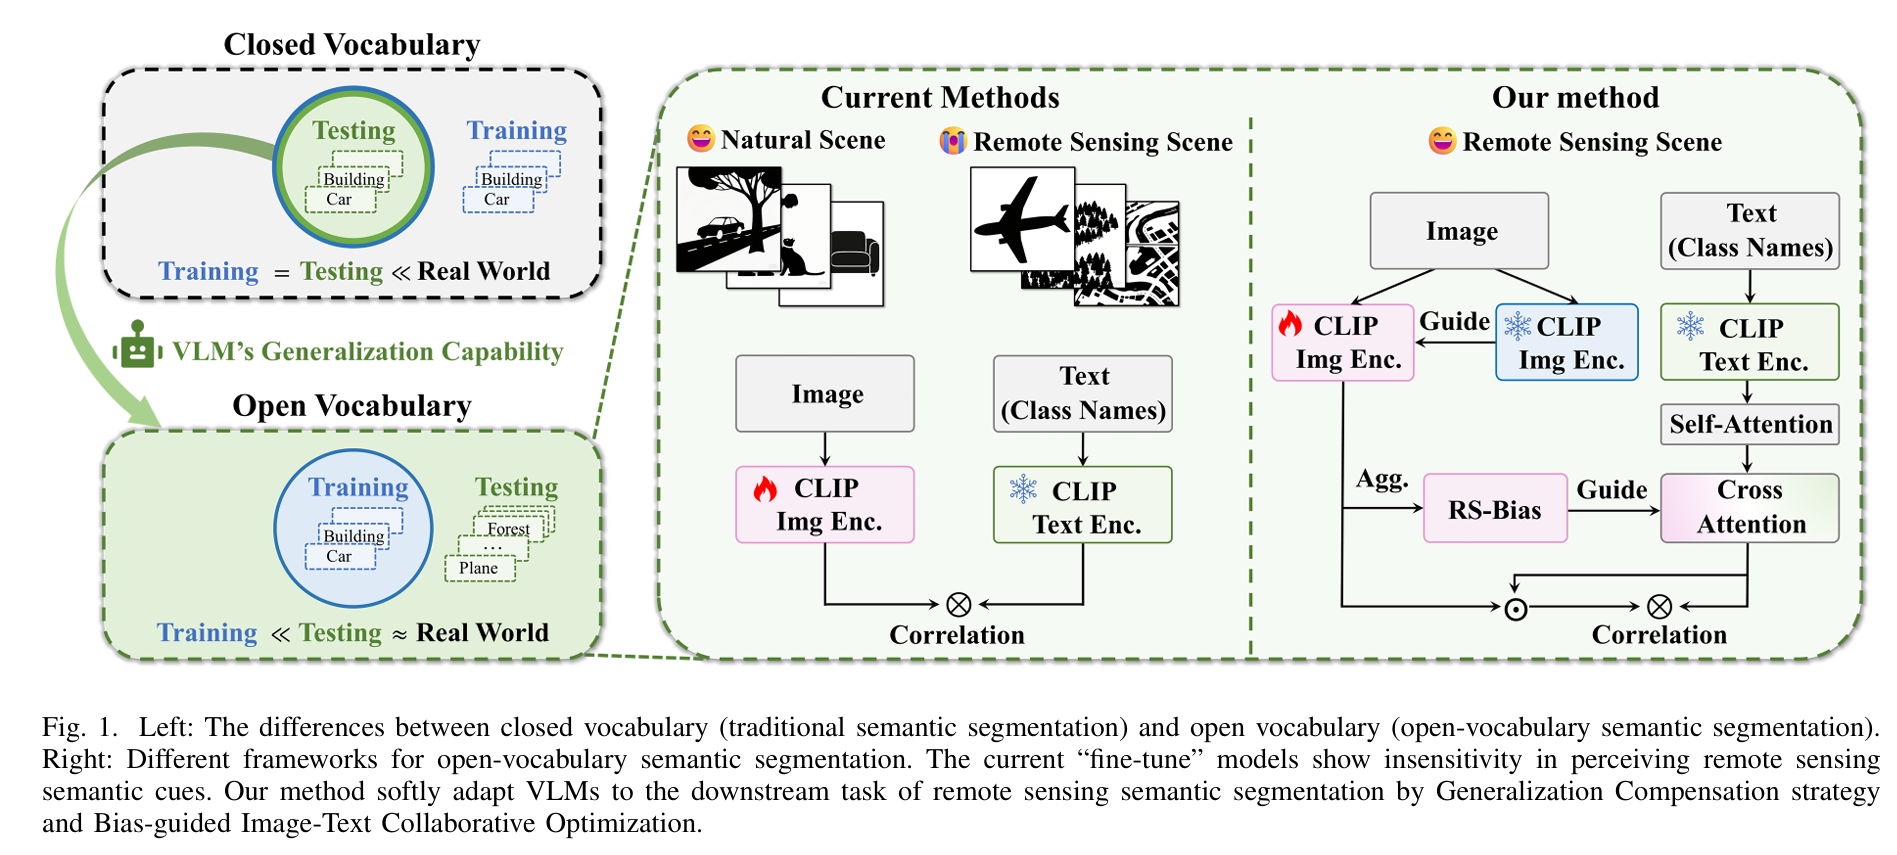 Closed Vocabulary
Testing
Building
Car
Training
Building
Car
Training = Testing ≪ Real World
VLM's Generalization Capability
Open Vocabulary
Training
Building
Car
Testing
Forest
...
Plane
Training ≪ Testing ≈ Real World
Current Methods
Natural Scene
Remote Sensing Scene
Image
Text
(Class Names)
CLIP
Img Enc.
CLIP
Text Enc.
Correlation
Our method
Remote Sensing Scene
Image
Text
(Class Names)
CLIP
Img Enc.
Guide
CLIP
Img Enc.
CLIP
Text Enc.
Self-Attention
Agg.
RS-Bias
Guide
Cross
Attention
Correlation
Fig. 1. Left: The differences between closed vocabulary (traditional semantic segmentation) and open vocabulary (open-vocabulary semantic segmentation).
Right: Different frameworks for open-vocabulary semantic segmentation. The current “fine-tune” models show insensitivity in perceiving remote sensing
semantic cues. Our method softly adapt VLMs to the downstream task of remote sensing semantic segmentation by Generalization Compensation strategy
and Bias-guided Image-Text Collaborative Optimization.